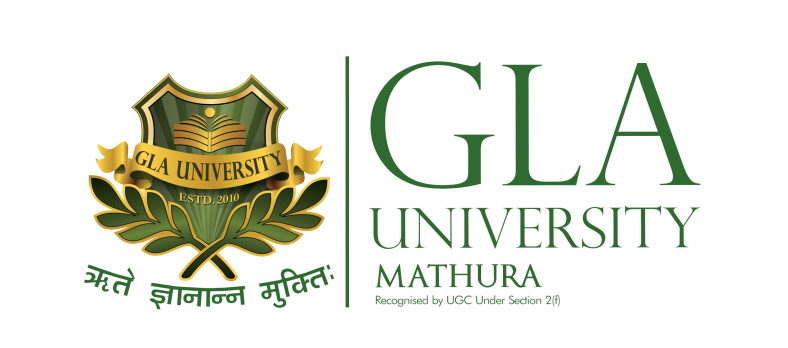 GLA UNIVERSITY
ESTD. 2010
ऋते ज्ञानान्न मुक्तिः
GLA
UNIVERSITY
MATHURA
Recognised by UGC Under Section 2(f)